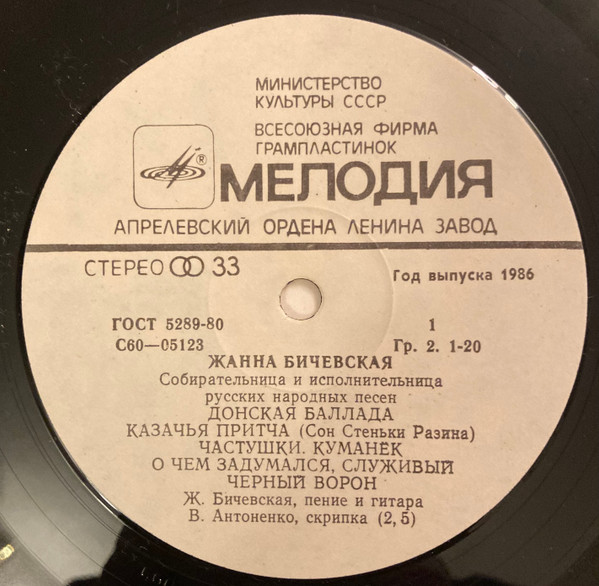 МИНИСТЕРСТВО
КУЛЬТУРЫ СССР
ВСЕСОЮЗНАЯ ФИРМА
ГРАМПЛАСТИНОК
® МЕЛОДИЯ
АПРЕЛЕВСКИЙ ОРДЕНА ЛЕНИНА ЗАВОД
СТЕРЕО 33
Год выпуска 1986
ГОСТ 5289-80 1
С60—05123 Гр. 2. 1-20
ЖАННА БИЧЕВСКАЯ
Собирательница и исполнительница
русских народных песен
ДОНСКАЯ БАЛЛАДА
КАЗАЧЬЯ ПРИТЧА (Сон Стеньки Разина)
ЧАСТУШКИ. КУМАНЕК
О ЧЕМ ЗАДУМАЛСЯ, СЛУЖИВЫЙ
ЧЕРНЫЙ ВОРОН
Ж. Бичевская, пение и гитара
В. Антоненко, скрипка (2, 5)